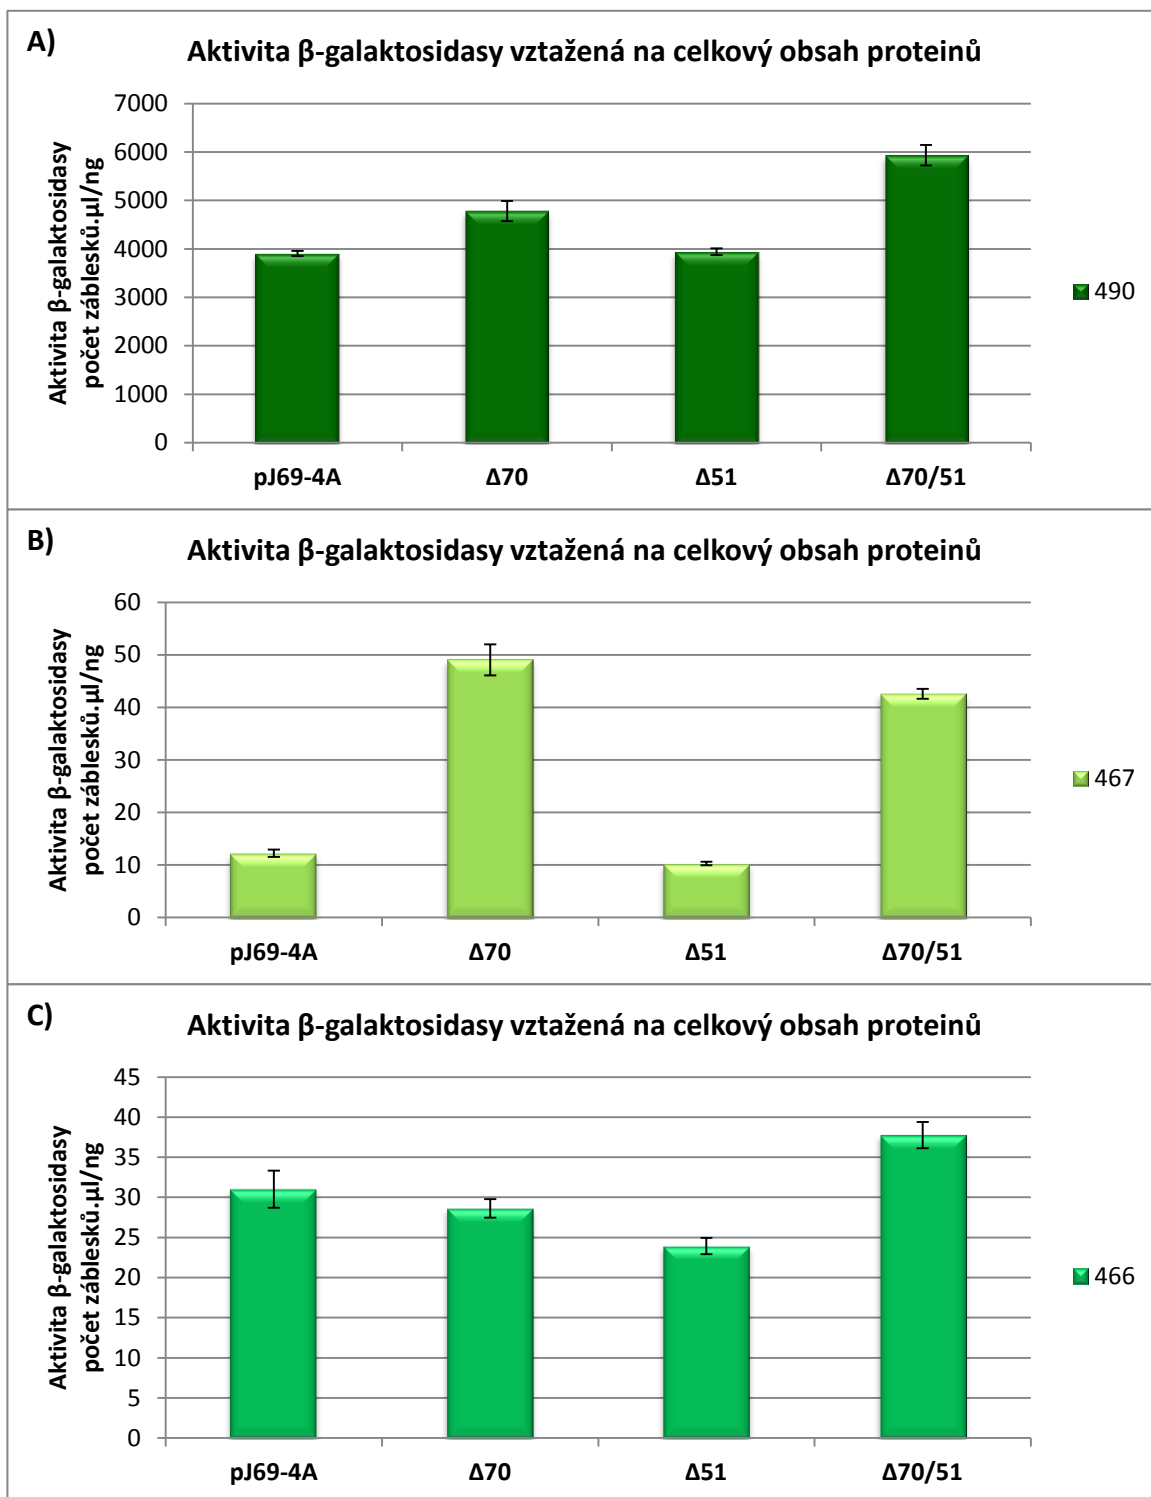 A)
Aktivita β-galaktosidasy vztažená na celkový obsah proteinů
Aktivita β-galaktosidasy
počet záblesků.µl/ng
7000
6000
5000
4000
3000
2000
1000
0
pJ69-4A Δ70 Δ51 Δ70/51
490
B)
Aktivita β-galaktosidasy vztažená na celkový obsah proteinů
Aktivita β-galaktosidasy
počet záblesků.µl/ng
60
50
40
30
20
10
0
pJ69-4A Δ70 Δ51 Δ70/51
467
C)
Aktivita β-galaktosidasy vztažená na celkový obsah proteinů
Aktivita β-galaktosidasy
počet záblesků.µl/ng
45
40
35
30
25
20
15
10
5
0
pJ69-4A Δ70 Δ51 Δ70/51
466